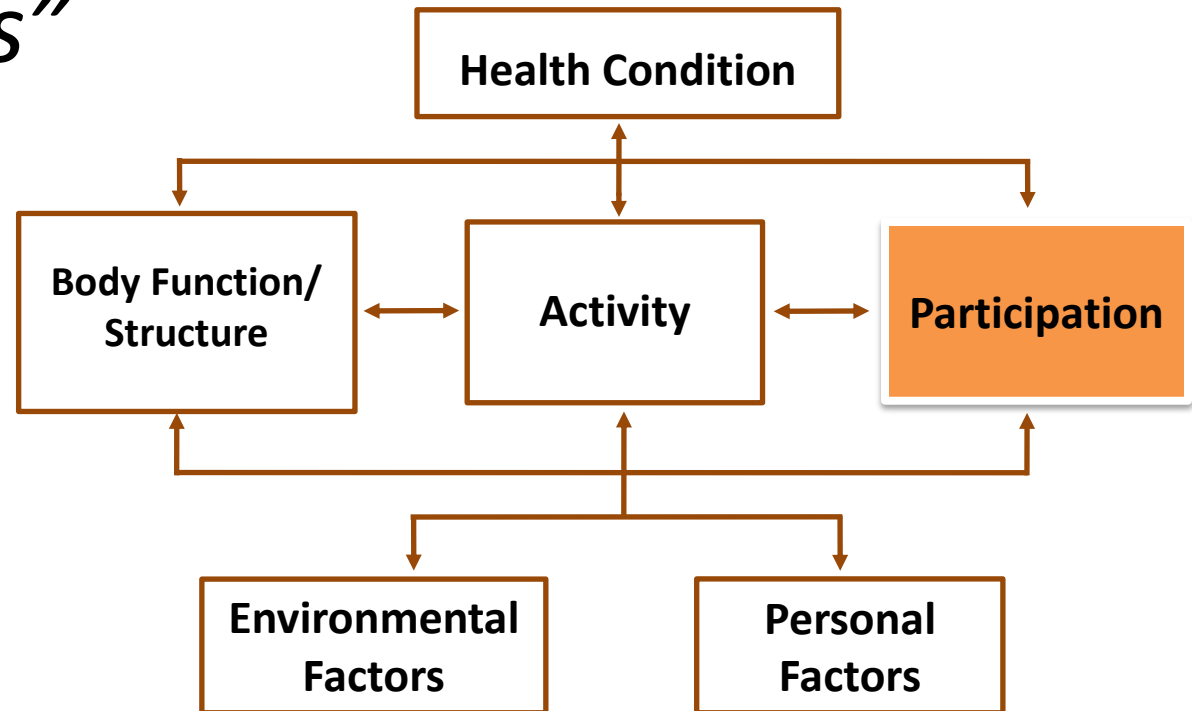 s”
Health Condition
Body Function/
Structure
Activity
Participation
Environmental
Factors
Personal
Factors